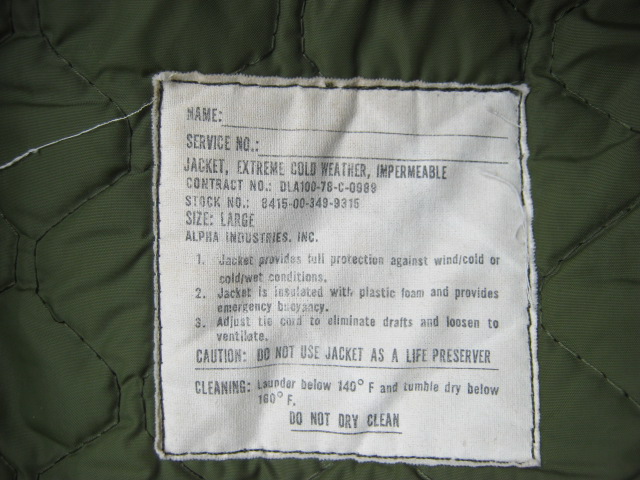 NAME:
SERVICE NO.:
JACKET, EXTREME COLD WEATHER, IMPERMEABLE
CONTRACT NO.: DLA100-78-C-0989
STOCK NO.: 8415-00-349-9315
SIZE: LARGE
ALPHA INDUSTRIES, INC.
1. Jacket provides full protection against wind/cold or
cold/wet conditions.
2. Jacket is insulated with plastic foam and provides
emergency buoyancy.
3. Adjust tie cord to eliminate drafts and loosen to
ventilate.
CAUTION: DO NOT USE JACKET AS A LIFE PRESERVER
CLEANING: Launder below 140° F and tumble dry below
160° F.
DO NOT DRY CLEAN